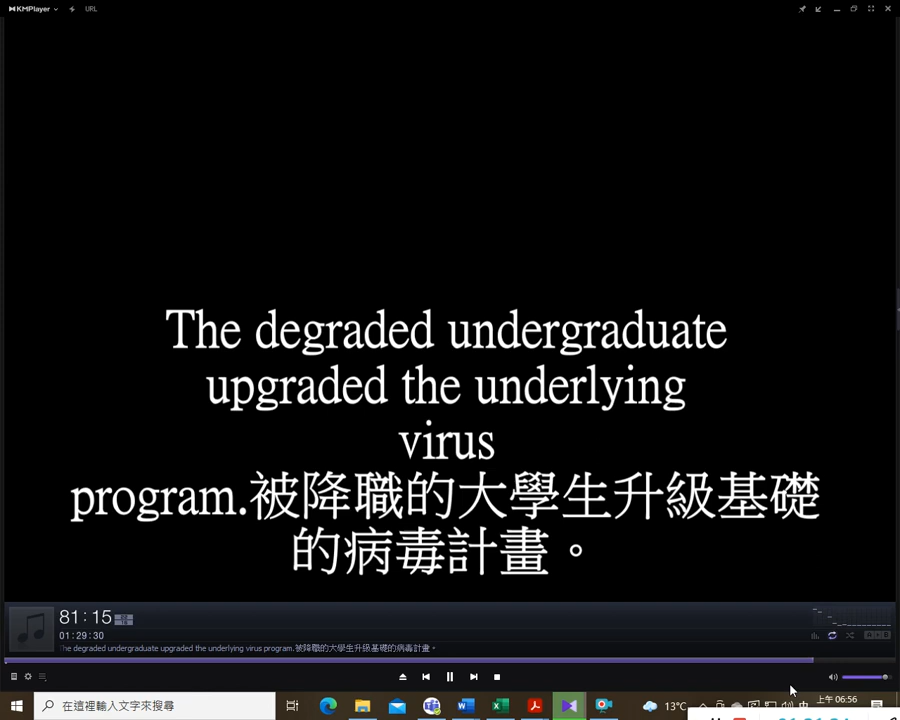 KMPlayer URL
The degraded undergraduate
upgraded the underlying
virus
program.被降職的大學生升級基礎
的病毒計畫。
81:15
01:29:30
The degraded undergraduate upgraded the underlying virus program.被降職的大學生升級基礎的病毒計畫。
在這裡輸入文字來搜尋 13°C 中 上午 06:56